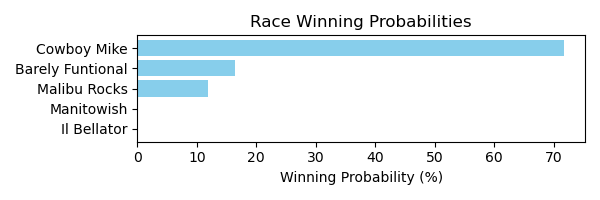 Race Winning Probabilities
Cowboy Mike
Barely Funtional
Malibu Rocks
Manitowish
Il Bellator
0 10 20 30 40 50 60 70
Winning Probability (%)